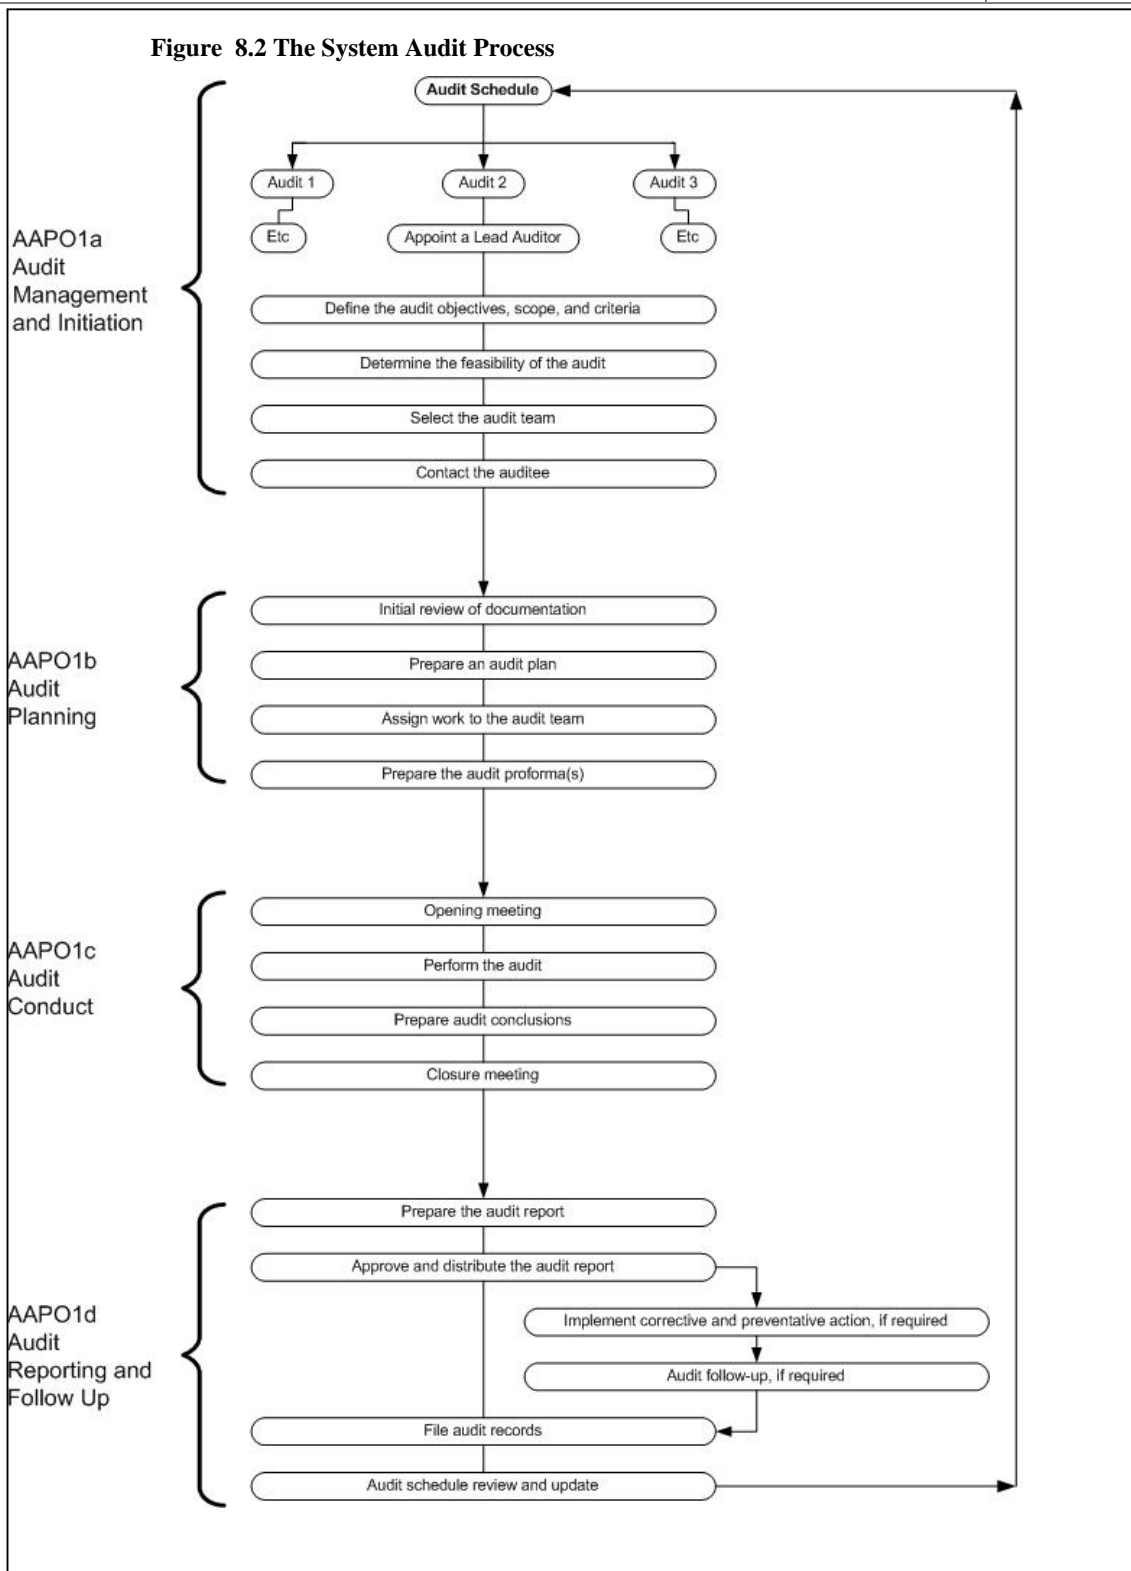 Figure 8.2 The System Audit Process
Audit Schedule
Audit 1
Audit 2
Audit 3
Etc
Appoint a Lead Auditor
Etc
AAPO1a
Audit
Management
and Initiation
Define the audit objectives, scope, and criteria
Determine the feasibility of the audit
Select the audit team
Contact the auditee
AAPO1b
Audit
Planning
Initial review of documentation
Prepare an audit plan
Assign work to the audit team
Prepare the audit proforma(s)
AAPO1c
Audit
Conduct
Opening meeting
Perform the audit
Prepare audit conclusions
Closure meeting
AAPO1d
Audit
Reporting and
Follow Up
Prepare the audit report
Approve and distribute the audit report
Implement corrective and preventative action, if required
Audit follow-up, if required
File audit records
Audit schedule review and update